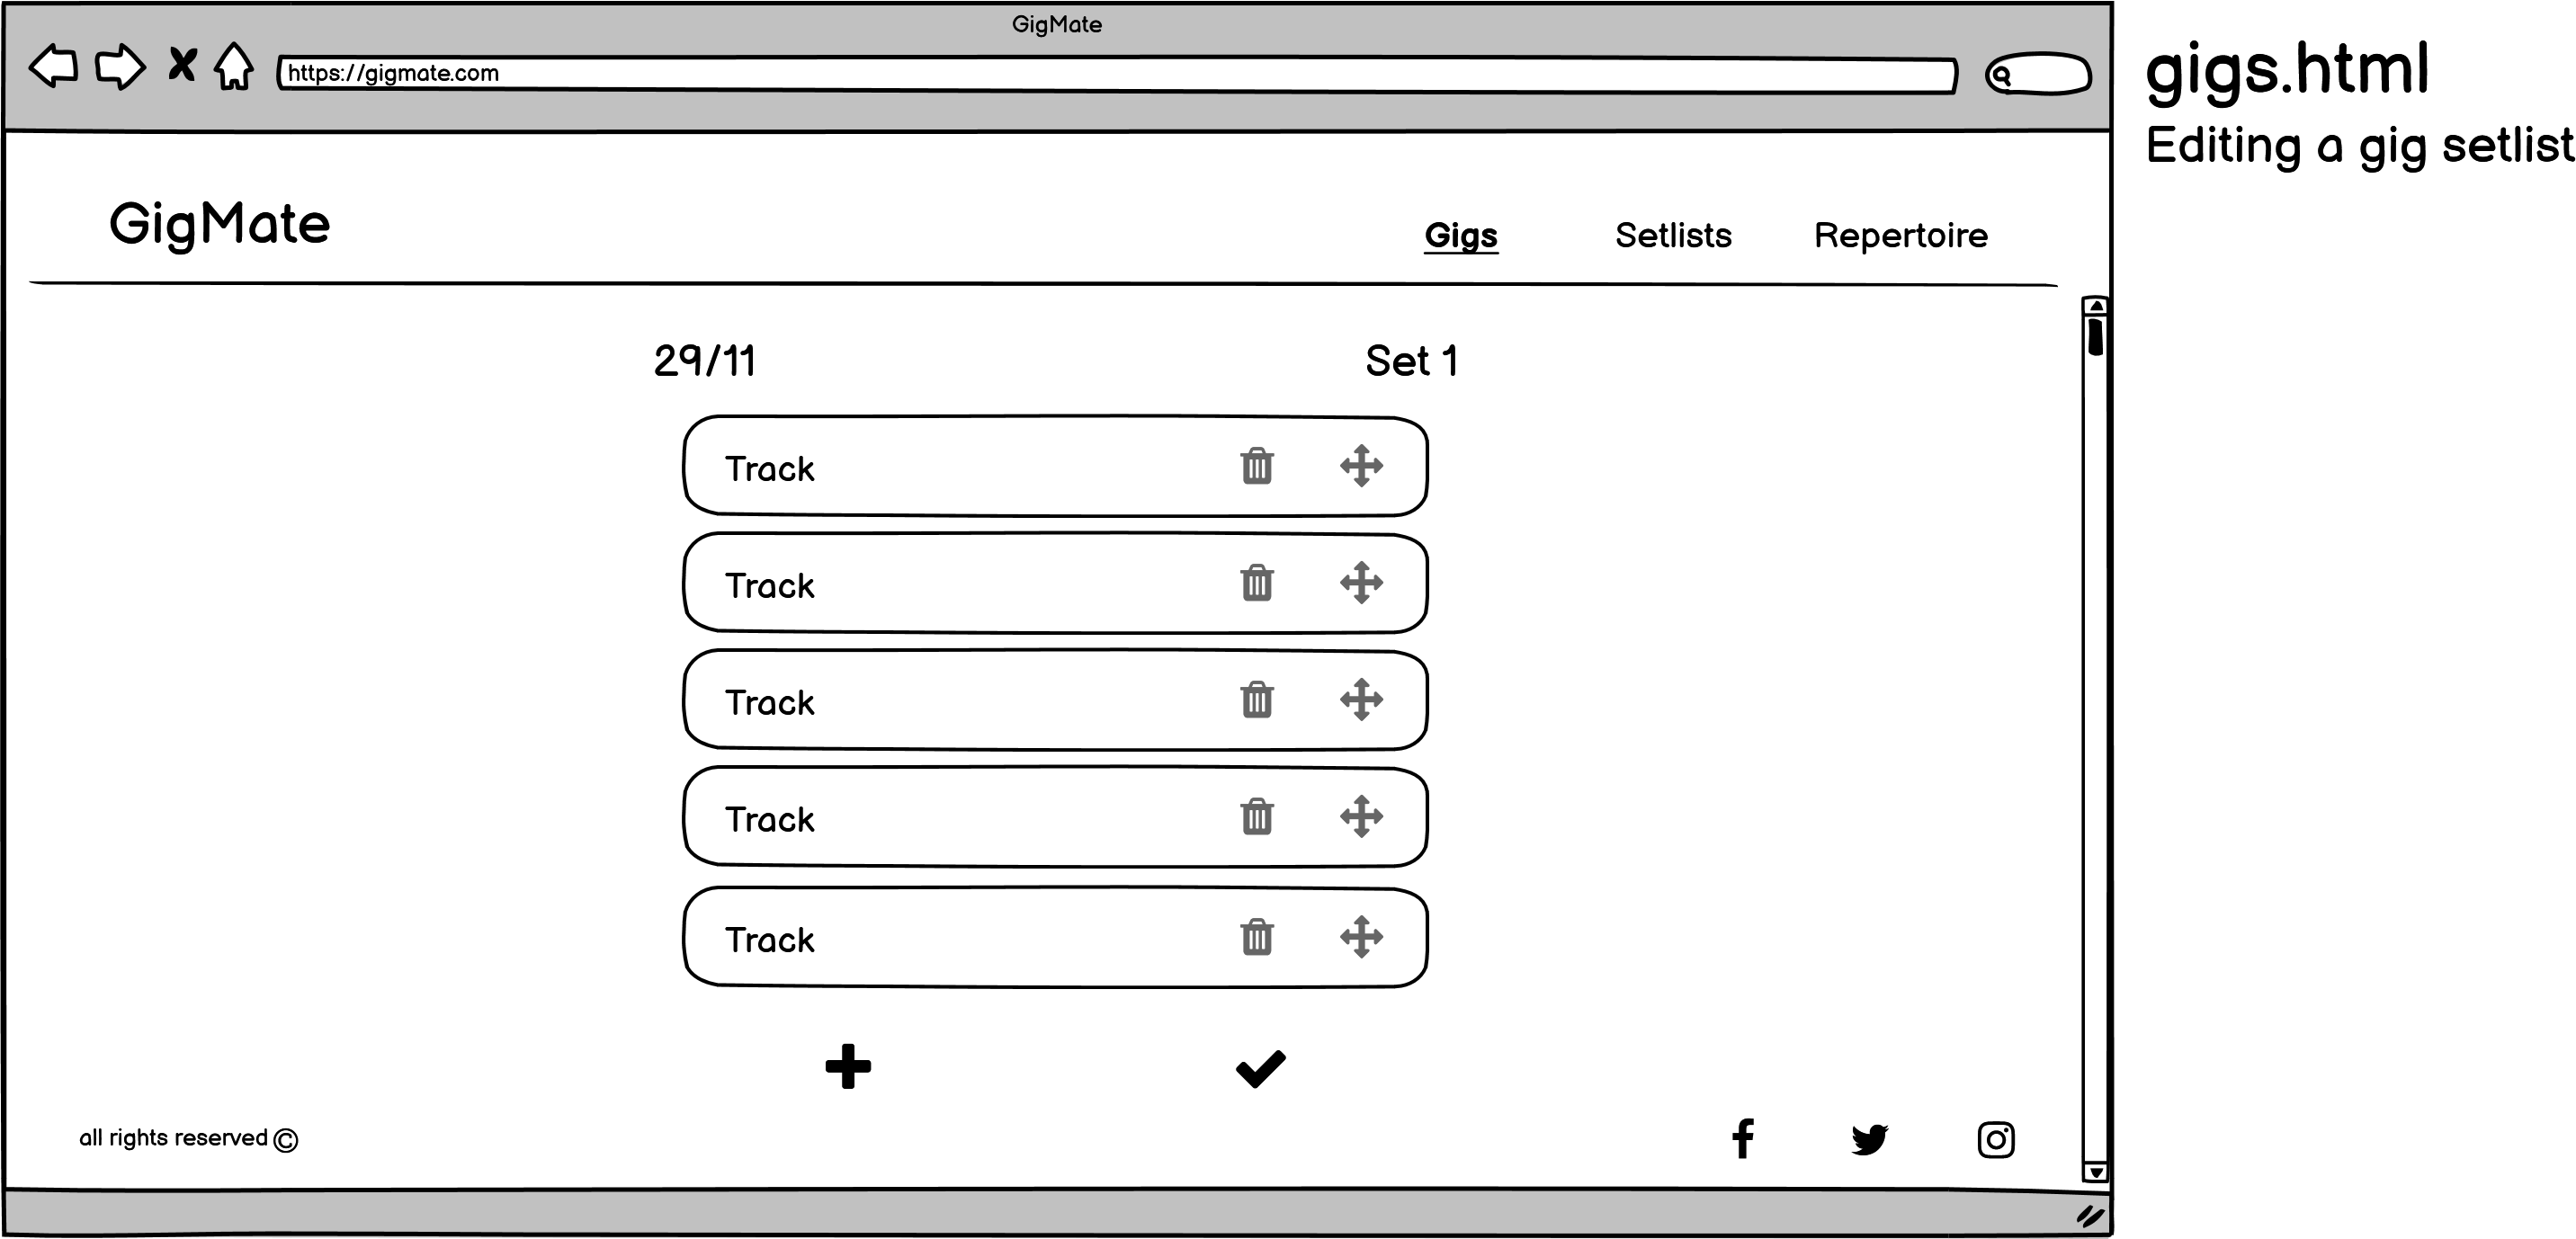 GigMate
https://gigmate.com
gigs.html
Editing a gig setlist
GigMate
Gigs Setlists Repertoire
29/11 Set 1
Track
Track
Track
Track
Track
all rights reserved ©